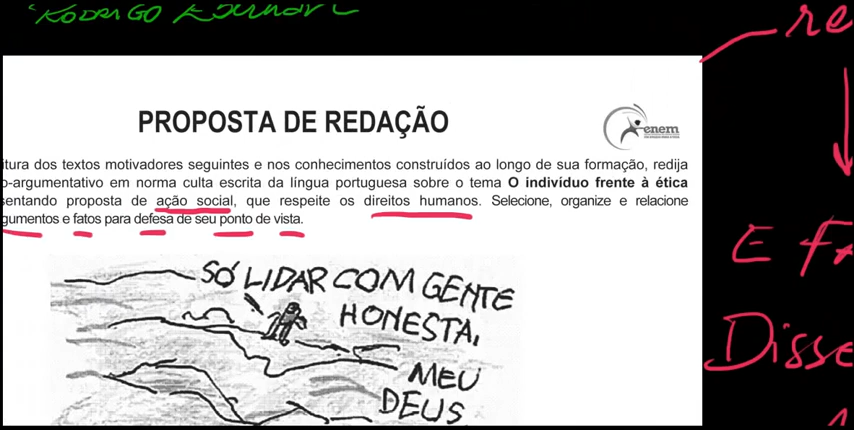 RODRIGO
re
PROPOSTA DE REDAÇÃO
enem
itura dos textos motivadores seguintes e nos conhecimentos construídos ao longo de sua formação, redija
o-argumentativo em norma culta escrita da língua portuguesa sobre o tema O indivíduo frente à ética
sentando proposta de ação social, que respeite os direitos humanos. Selecione, organize e relacione
gumentos e fatos para defesa de seu ponto de vista.
E FA
SÓ LIDAR COM GENTE
HONESTA,
Disse
MEU
DEUS